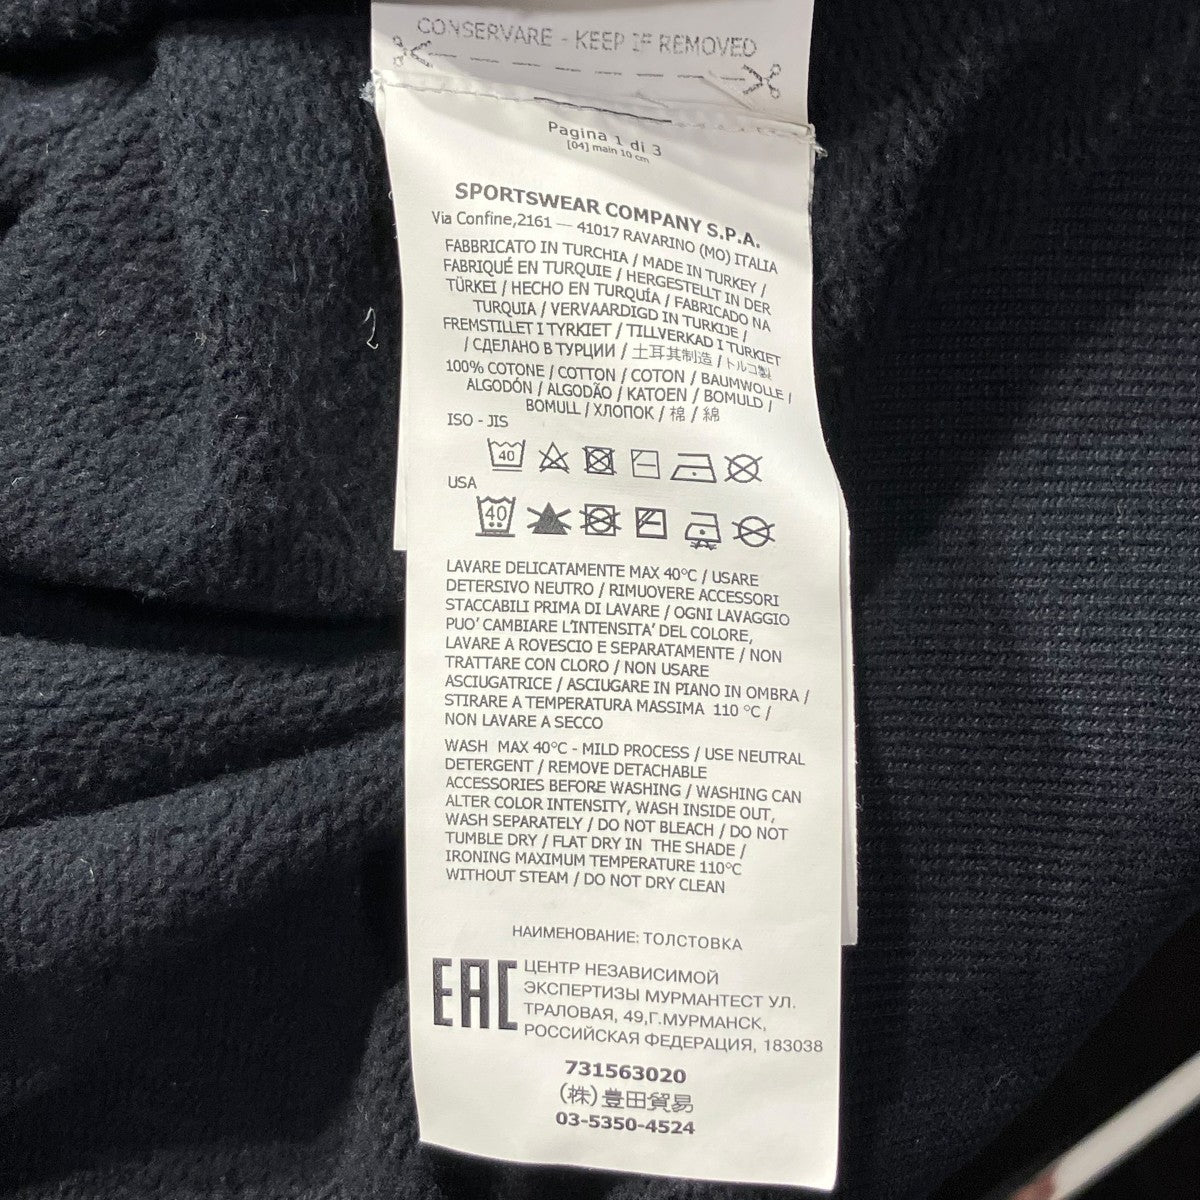 CONSERVARE - KEEP IF REMOVED
Pagina 1 di 3
[04] main 10 cm
SPORTSWEAR COMPANY S.P.A.
Via Confine,2161 — 41017 RAVARINO (MO) ITALIA
FABBRICATO IN TURCHIA / MADE IN TURKEY /
FABRIQUÉ EN TURQUIE / HERGESTELLT IN DER
TÜRKEI / HECHO EN TURQUÍA / FABRICADO NA
TURQUIA / VERVAARDIGD IN TURKIJE /
FREMSTILLET I TYRKIET / TILLVERKAD I TURKIET
/ СДЕЛАНО В ТУРЦИИ / 土耳其制造 / トルコ製
100% COTONE / COTTON / COTON / BAUMWOLLE /
ALGODÓN / ALGODÃO / KATOEN / BOMULD /
BOMULL / ХЛОПОК / 棉 / 綿
ISO - JIS
40
USA
40
LAVARE DELICATAMENTE MAX 40°C / USARE
DETERSIVO NEUTRO / RIMUOVERE ACCESSORI
STACCABILI PRIMA DI LAVARE / OGNI LAVAGGIO
PUO' CAMBIARE L'INTENSITA' DEL COLORE,
LAVARE A ROVESCIO E SEPARATAMENTE / NON
TRATTARE CON CLORO / NON USARE
ASCIUGATRICE / ASCIUGARE IN PIANO IN OMBRA /
STIRARE A TEMPERATURA MASSIMA 110 °C /
NON LAVARE A SECCO
WASH MAX 40°C - MILD PROCESS / USE NEUTRAL
DETERGENT / REMOVE DETACHABLE
ACCESSORIES BEFORE WASHING / WASHING CAN
ALTER COLOR INTENSITY, WASH INSIDE OUT,
WASH SEPARATELY / DO NOT BLEACH / DO NOT
TUMBLE DRY / FLAT DRY IN THE SHADE /
IRONING MAXIMUM TEMPERATURE 110°C
WITHOUT STEAM / DO NOT DRY CLEAN
НАИМЕНОВАНИЕ: ТОЛСТОВКА
EAC
ЦЕНТР НЕЗАВИСИМОЙ
ЭКСПЕРТИЗЫ МУРМАНТЕСТ УЛ.
ТРАЛОВАЯ, 49,Г.МУРМАНСК,
РОССИЙСКАЯ ФЕДЕРАЦИЯ, 183038
731563020
(株)豊田貿易
03-5350-4524